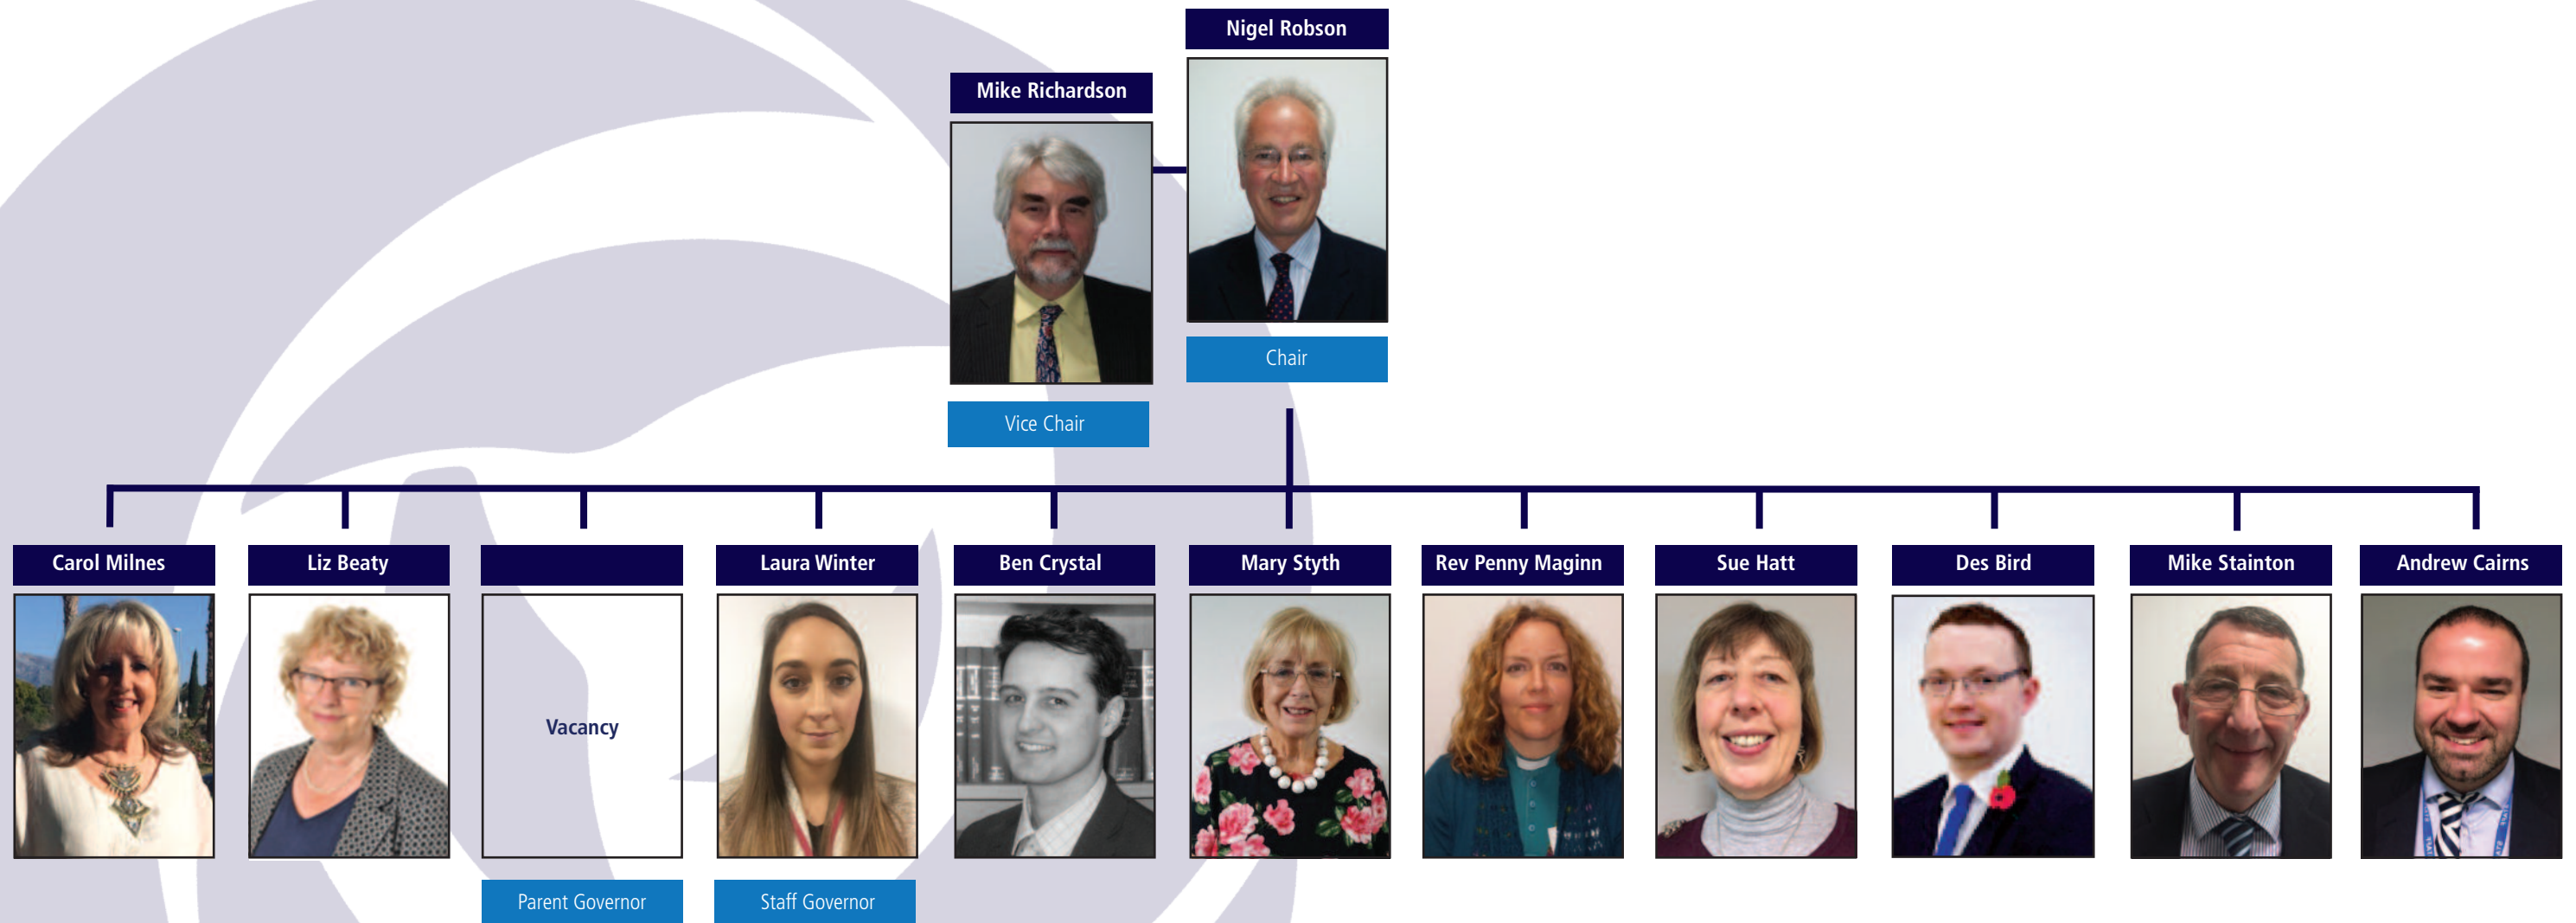 Nigel Robson
Mike Richardson
Chair
Vice Chair
Carol Milnes
Liz Beaty
Laura Winter
Ben Crystal
Mary Styth
Rev Penny Maginn
Sue Hatt
Des Bird
Mike Stainton
Andrew Cairns
Vacancy
Parent Governor
Staff Governor